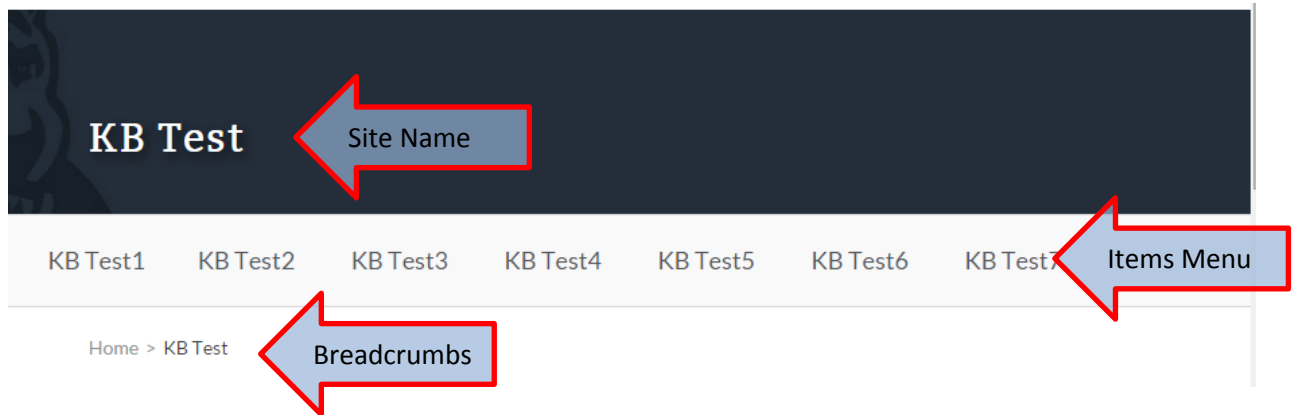 KB Test
Site Name
KB Test1 KB Test2 KB Test3 KB Test4 KB Test5 KB Test6 KB Test7
Items Menu
Home > KB Test
Breadcrumbs